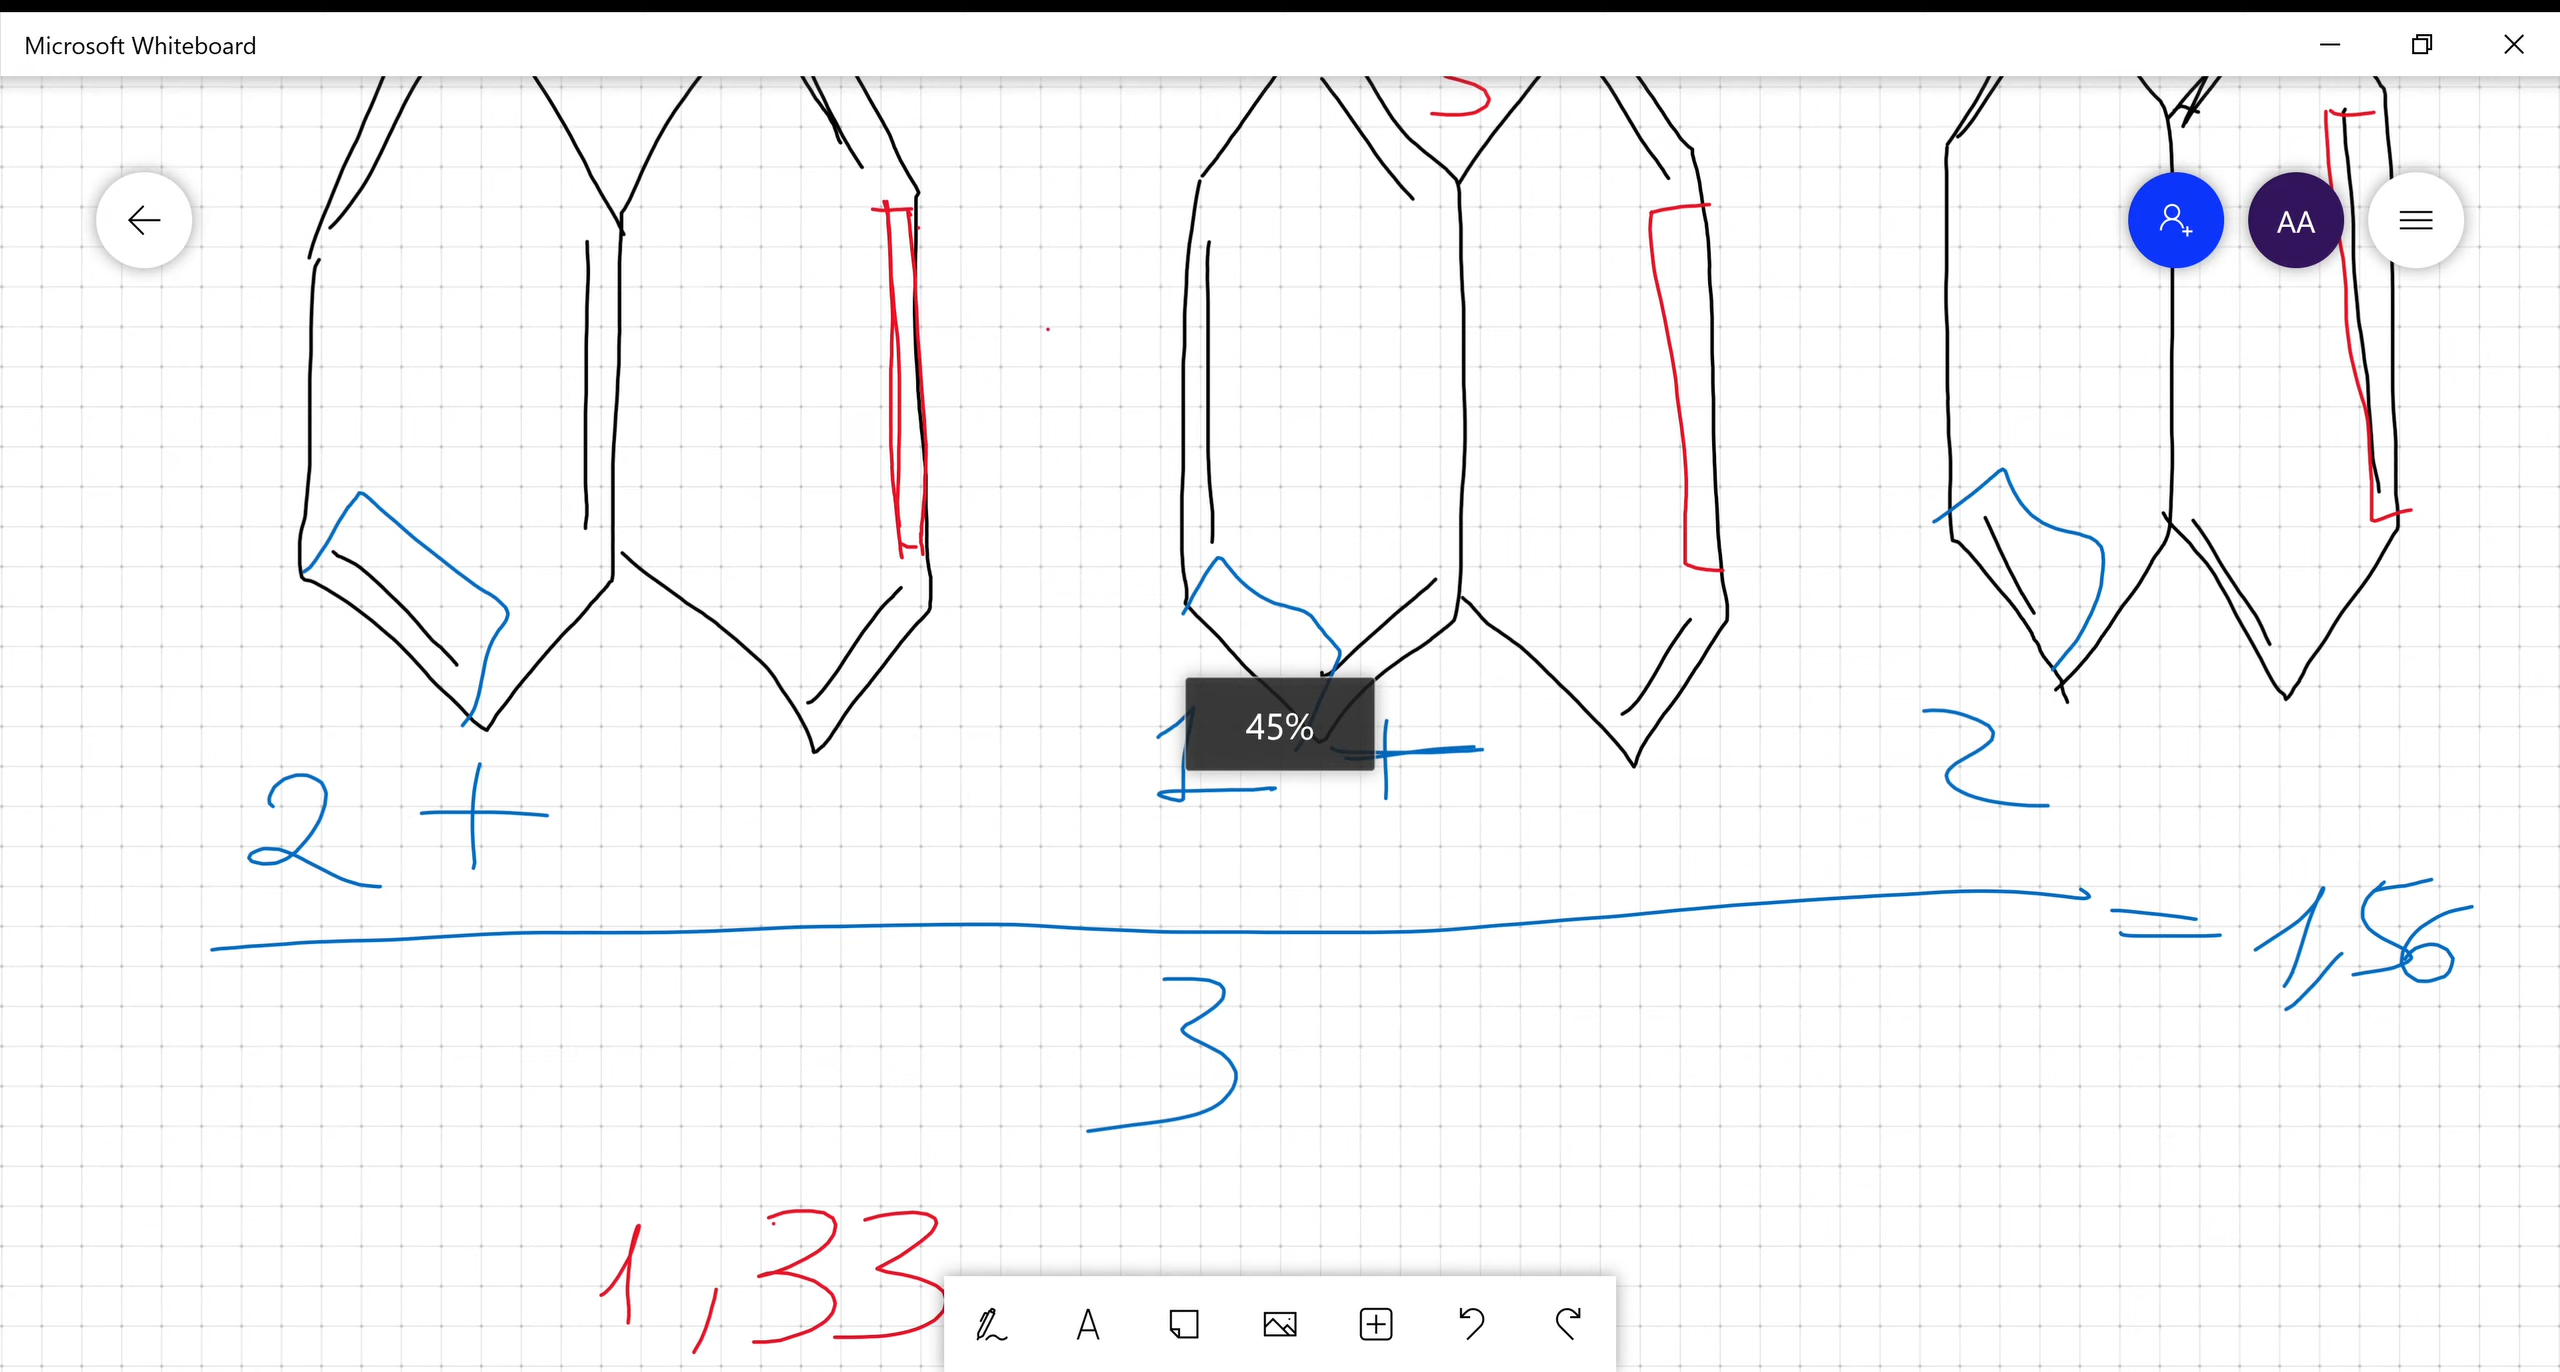 Microsoft Whiteboard
AA
45%
2 + 1 + 2
= 1,56
3
1,33
A